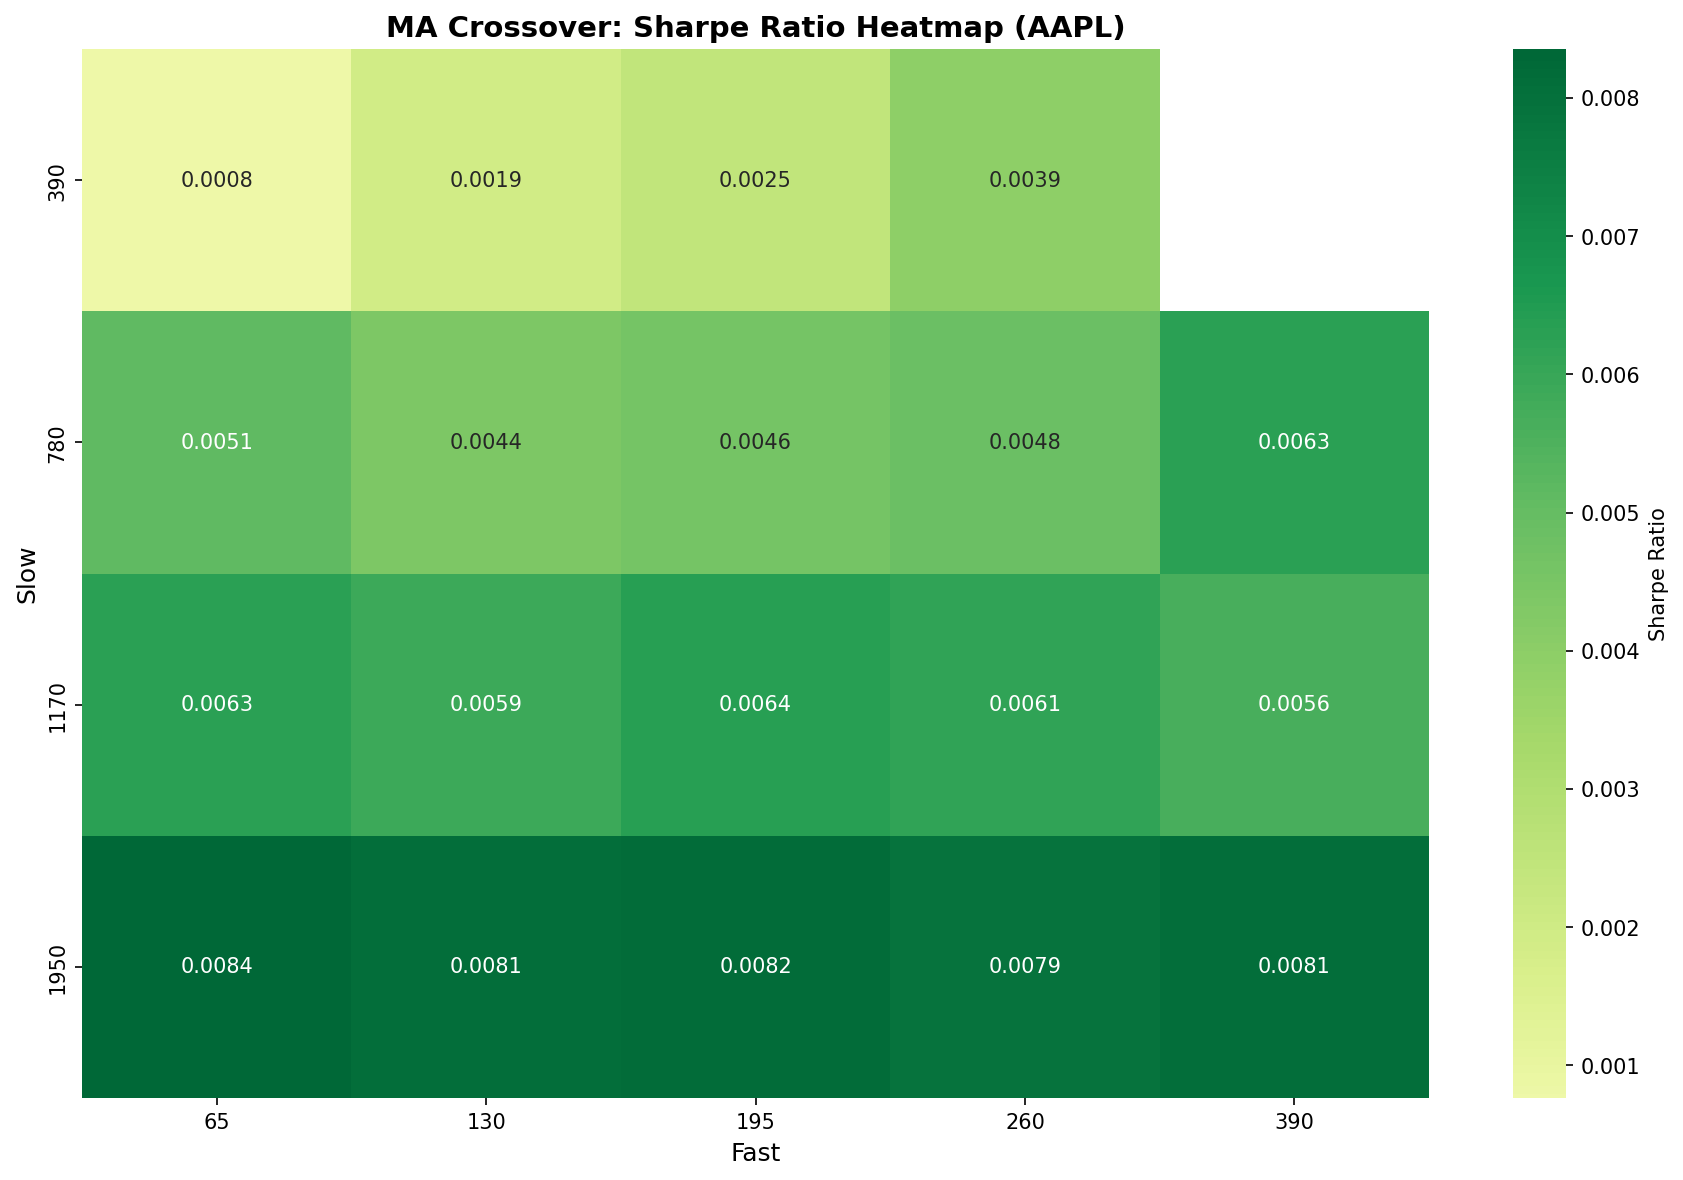 MA Crossover: Sharpe Ratio Heatmap (AAPL)
390 0.0008 0.0019 0.0025 0.0039
780 0.0051 0.0044 0.0046 0.0048 0.0063
1170 0.0063 0.0059 0.0064 0.0061 0.0056
1950 0.0084 0.0081 0.0082 0.0079 0.0081
65 130 195 260 390
Slow
Fast
0.008
0.007
0.006
0.005
0.004
0.003
0.002
0.001
Sharpe Ratio